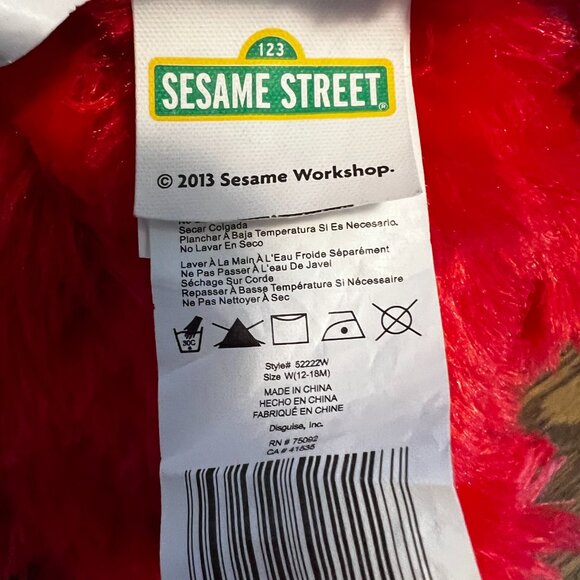 123
SESAME STREET®
© 2013 Sesame Workshop.
Secar Colgada
Planchar À Baja Temperatura Si Es Necesario.
No Lavar En Seco
Laver À La Main À L'Eau Froide Séparément
Ne Pas Passer À L'Eau De Javel
Séchage Sur Corde
Repasser À Basse Température Si Nécessaire
Ne Pas Nettoyer À Sec
30C
Style# 52222W
Size W(12-18M)
MADE IN CHINA
HECHO EN CHINA
FABRIQUÉ EN CHINE
Disguise, Inc.
RN # 75092
CA # 41535